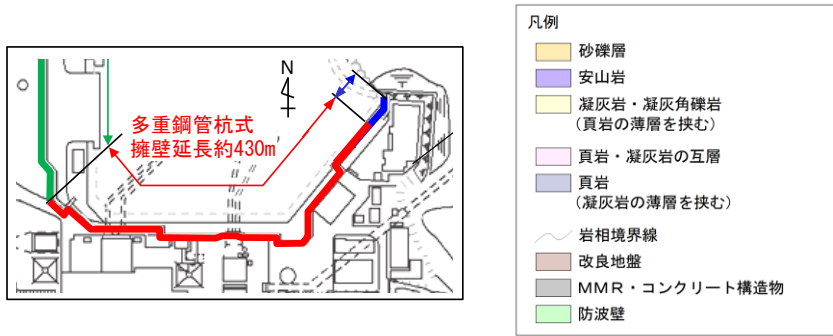 N
多重鋼管杭式
擁壁延長約430m
凡例
砂礫層
安山岩
凝灰岩・凝灰角礫岩
(頁岩の薄層を挟む)
頁岩・凝灰岩の互層
頁岩
(凝灰岩の薄層を挟む)
岩相境界線
改良地盤
MMR・コンクリート構造物
防波壁